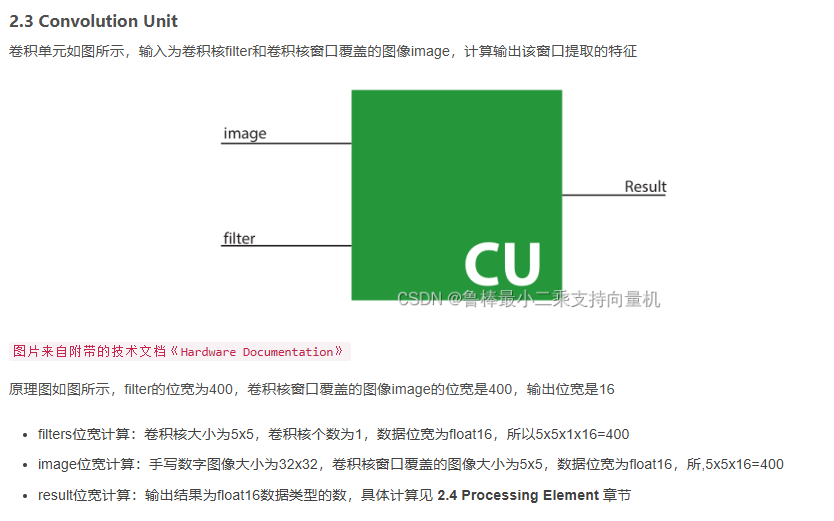 2.3 Convolution Unit
卷积单元如图所示，输入为卷积核filter和卷积核窗口覆盖的图像image，计算输出该窗口提取的特征
image
Result
filter
CU
CSDN @鲁棒最小二乘支持向量机
图片来自附带的技术文档《Hardware Documentation》
原理图如图所示，filter的位宽为400，卷积核窗口覆盖的图像image的位宽是400，输出位宽是16
• filters位宽计算：卷积核大小为5x5，卷积核个数为1，数据位宽为float16，所以5x5x1x16=400
• image位宽计算：手写数字图像大小为32x32，卷积核窗口覆盖的图像大小为5x5，数据位宽为float16，所,5x5x16=400
• result位宽计算：输出结果为float16数据类型的数，具体计算见 2.4 Processing Element 章节